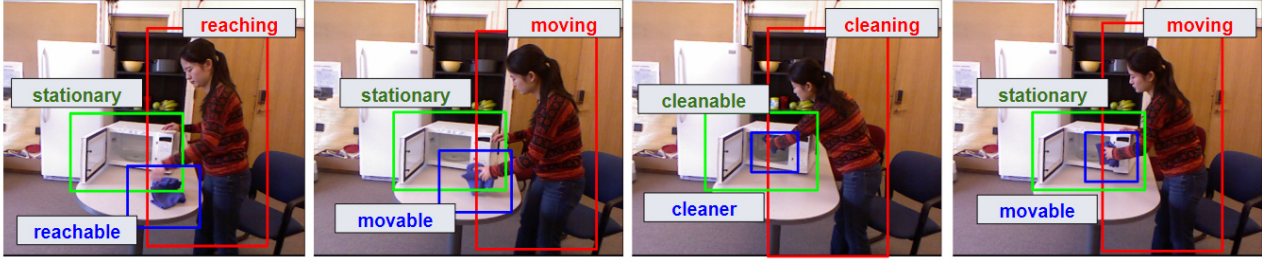 reaching
stationary
reachable
moving
stationary
movable
cleaning
cleanable
cleaner
moving
stationary
movable